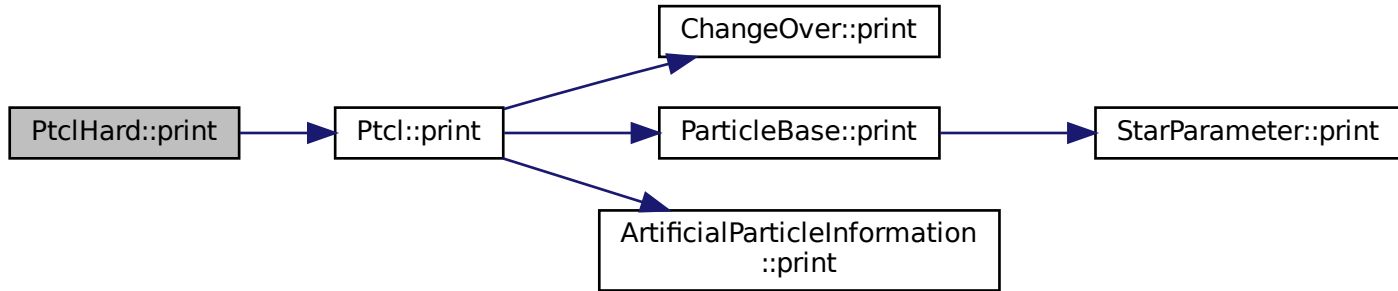 ChangeOver::print
PtclHard::print
Ptcl::print
ParticleBase::print
StarParameter::print
ArtificialParticleInformation
::print